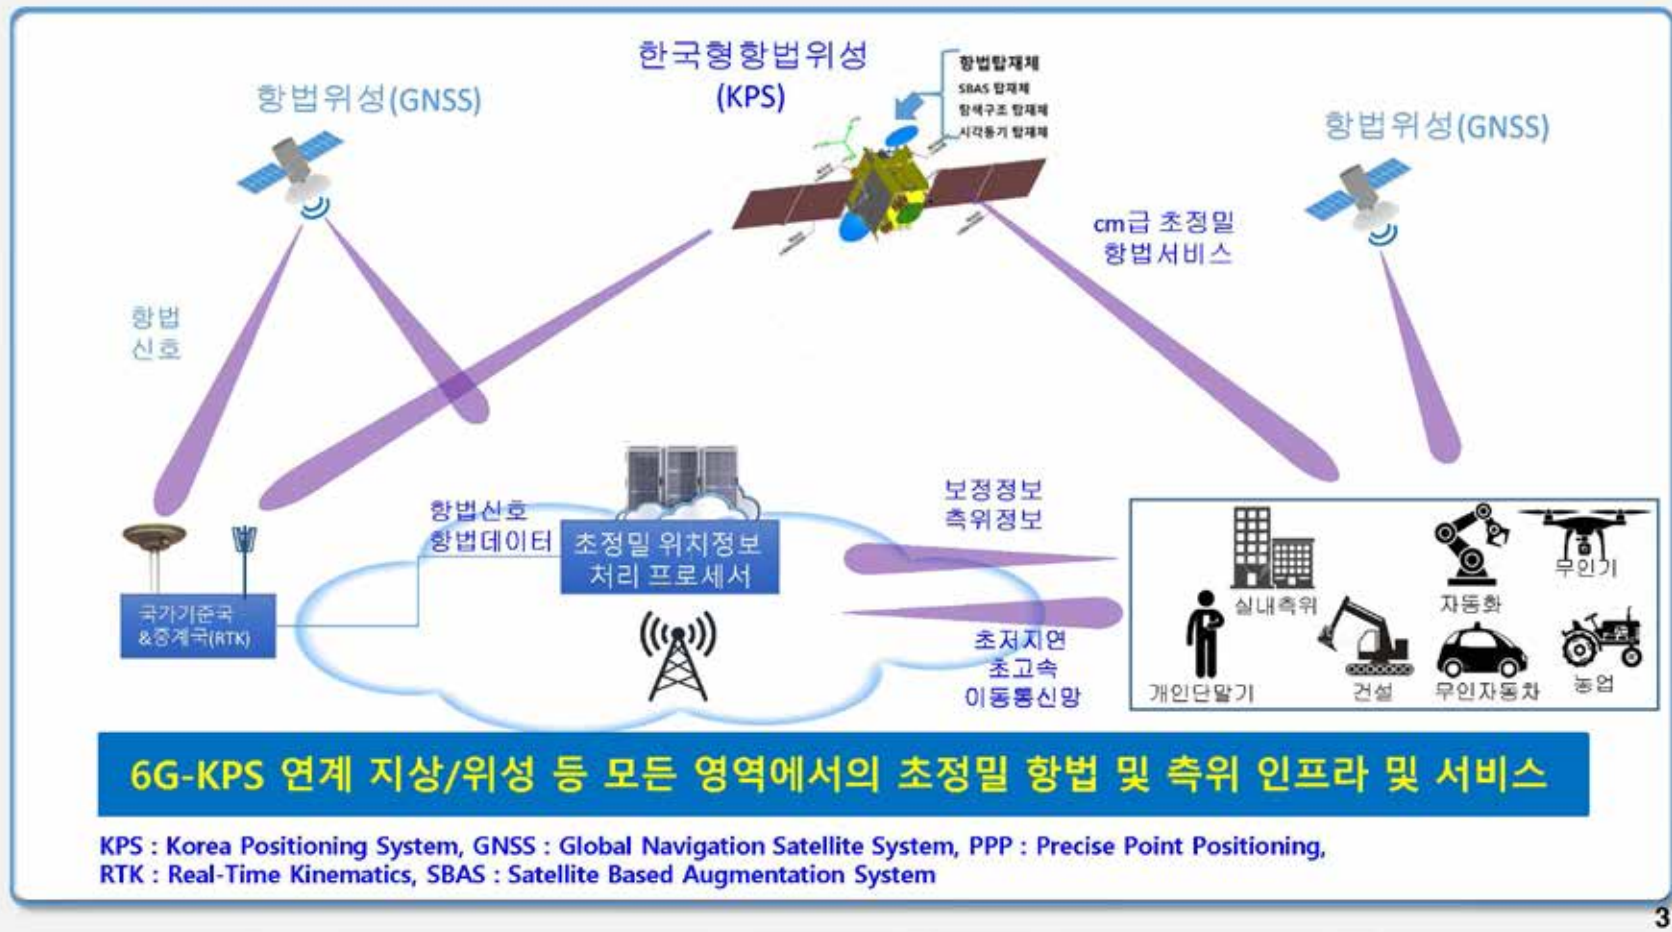 한국형항법위성
(KPS)
항법탑재체
SBAS 탑재체
탐색구조 탑재체
시각동기 탑재체
항법위성(GNSS)
항법위성(GNSS)
cm급 초정밀
항법서비스
항법
신호
항법신호
항법데이터
초정밀 위치정보
처리 프로세서
보정정보
측위정보
국가기준국
&중계국(RTK)
초저지연
초고속
이동통신망
실내측위
자동화
무인기
개인단말기
건설
무인자동차
농업
6G-KPS 연계 지상/위성 등 모든 영역에서의 초정밀 항법 및 측위 인프라 및 서비스
KPS : Korea Positioning System, GNSS : Global Navigation Satellite System, PPP : Precise Point Positioning,
RTK : Real-Time Kinematics, SBAS : Satellite Based Augmentation System
3